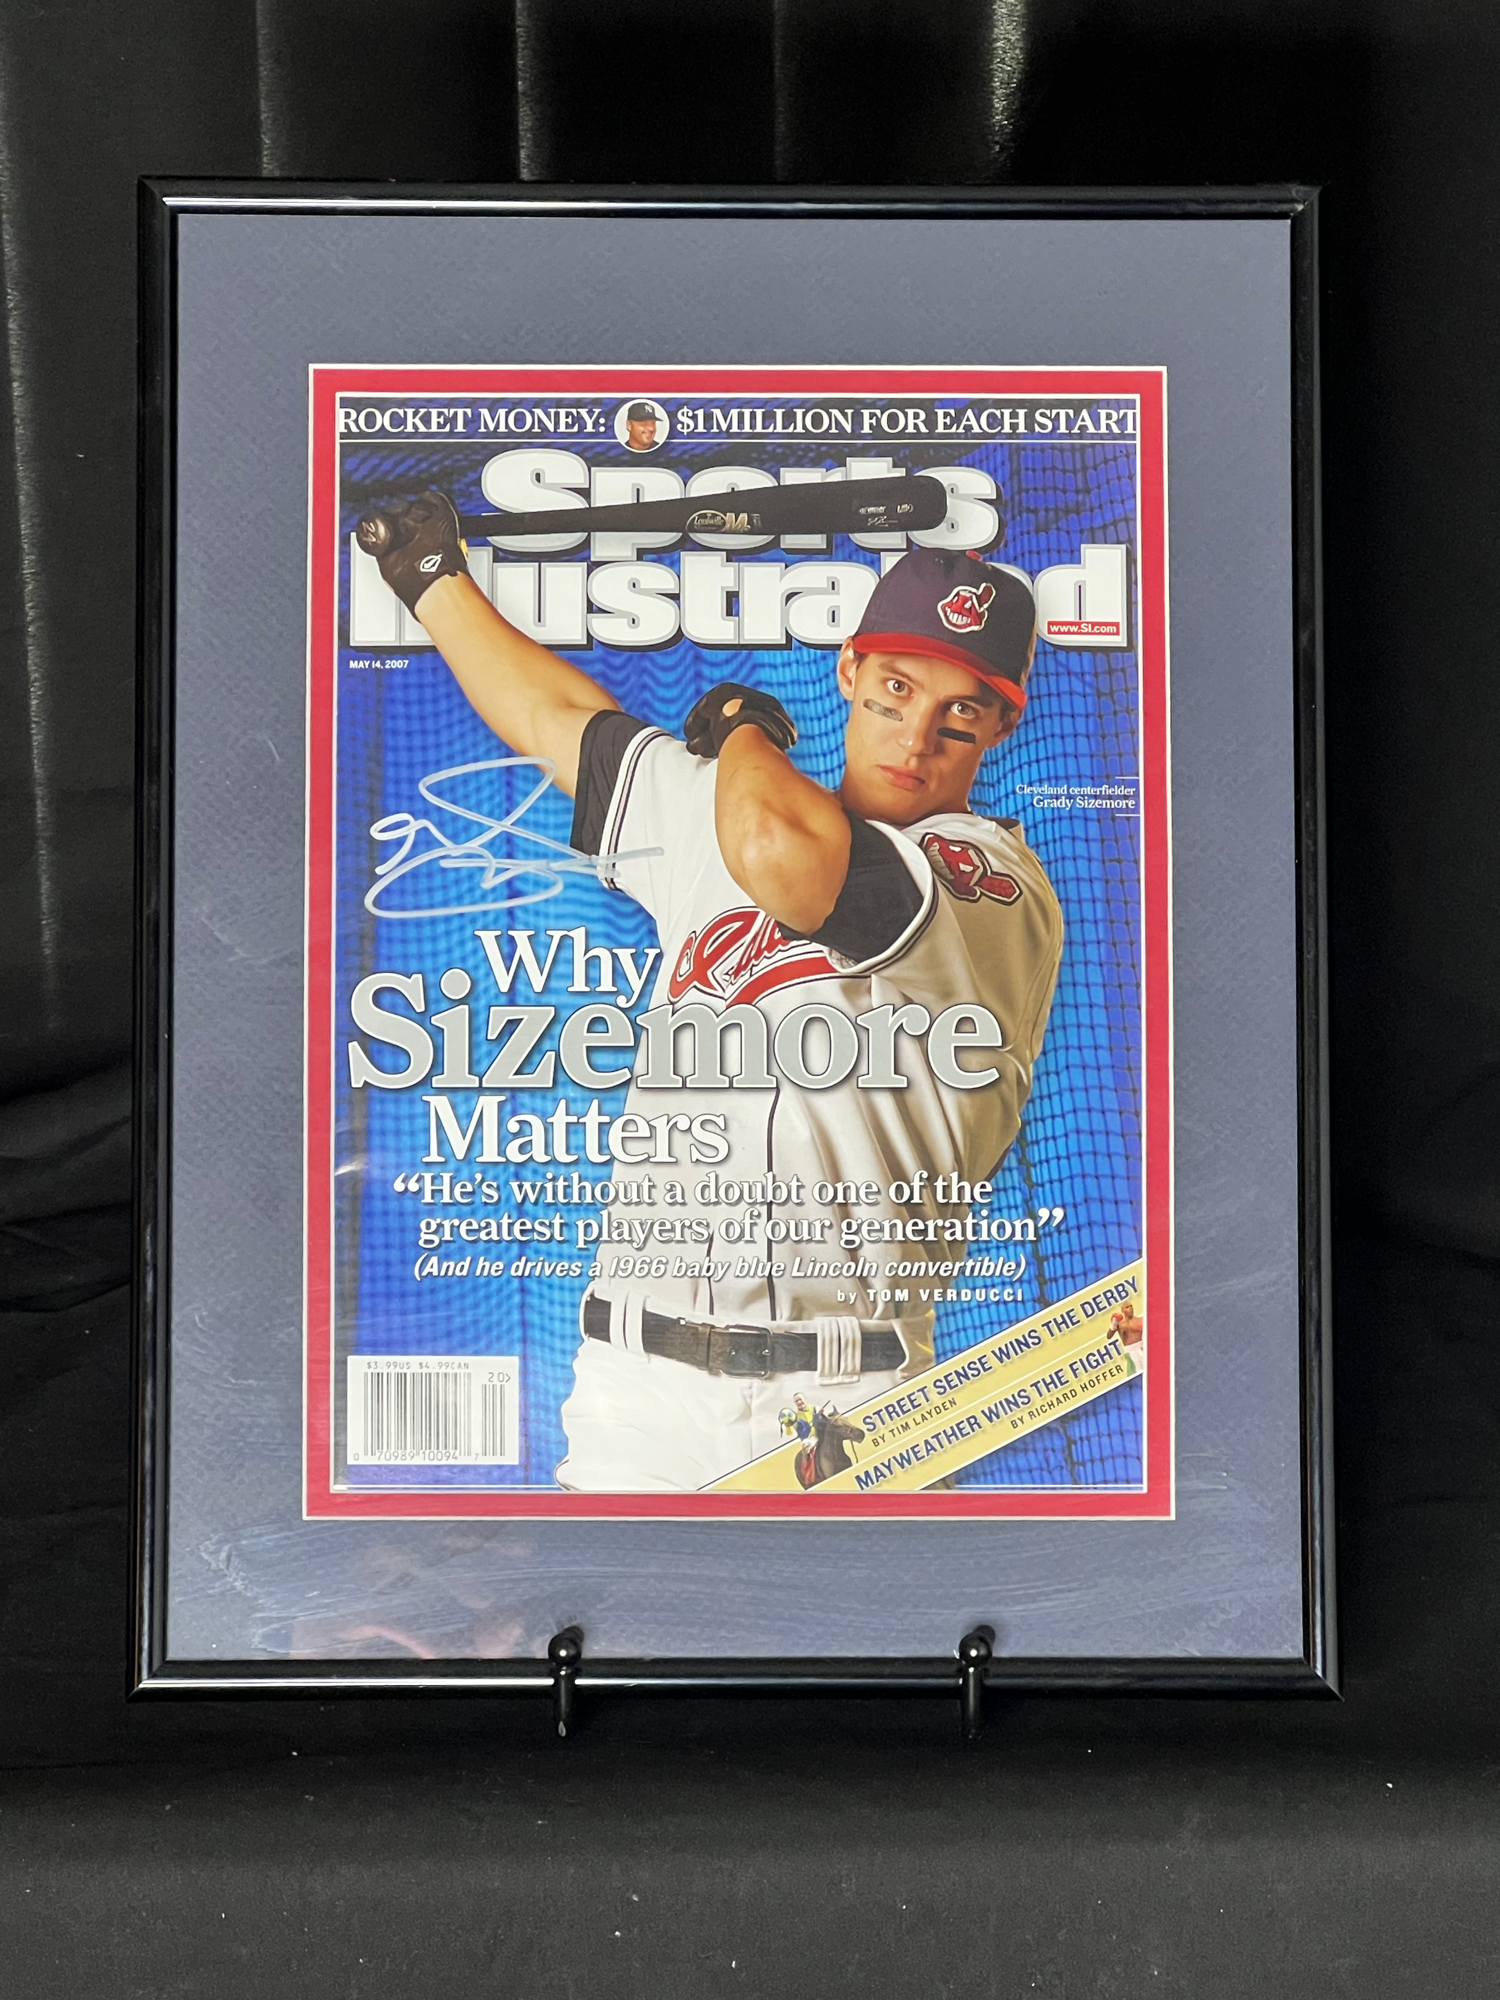 ROCKET MONEY: $1 MILLION FOR EACH START
Sports
Illustrated
www.SI.com
MAY 14, 2007
Cleveland centerfielder
Grady Sizemore
Why
Sizemore
Matters
“He's without a doubt one of the
greatest players of our generation”
(And he drives a 1966 baby blue Lincoln convertible)
by TOM VERDUCCI
STREET SENSE WINS THE DERBY
BY TIM LAYDEN
MAYWEATHER WINS THE FIGHT
BY RICHARD HOFFER
$3.99US $4.99CAN
20>
0 70989 10094 7